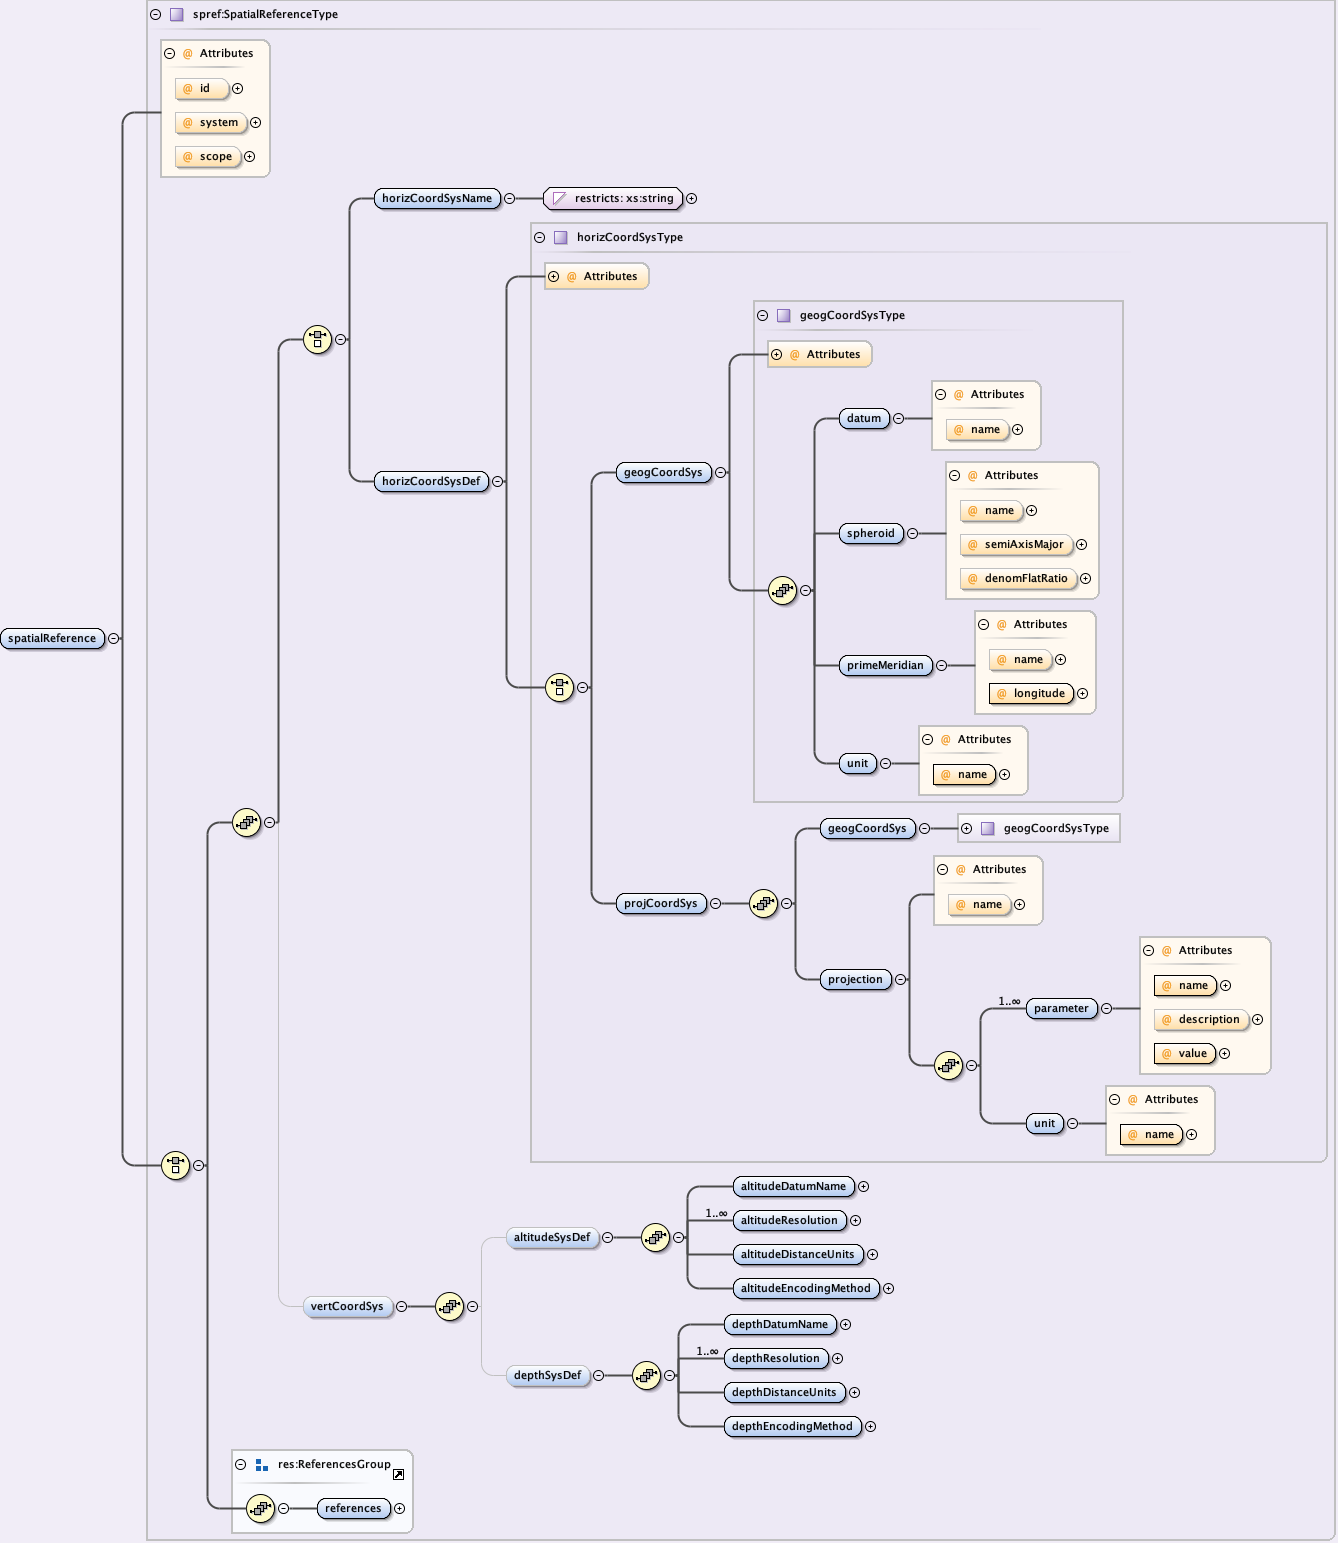 spref:SpatialReferenceType
@ Attributes
@ id
@ system
@ scope
horizCoordSysName
restricts: xs:string
horizCoordSysType
@ Attributes
geogCoordSysType
@ Attributes
@ Attributes
datum
@ name
horizCoordSysDef
geogCoordSys
@ Attributes
@ name
spheroid
@ semiAxisMajor
@ denomFlatRatio
@ Attributes
spatialReference
primeMeridian
@ name
@ longitude
@ Attributes
unit
@ name
geogCoordSys
geogCoordSysType
@ Attributes
projCoordSys
@ name
@ Attributes
projection
@ name
1..∞
parameter
@ description
@ value
@ Attributes
unit
@ name
altitudeDatumName
1..∞
altitudeResolution
altitudeSysDef
altitudeDistanceUnits
altitudeEncodingMethod
vertCoordSys
depthDatumName
1..∞
depthResolution
depthSysDef
depthDistanceUnits
depthEncodingMethod
res:ReferencesGroup
references